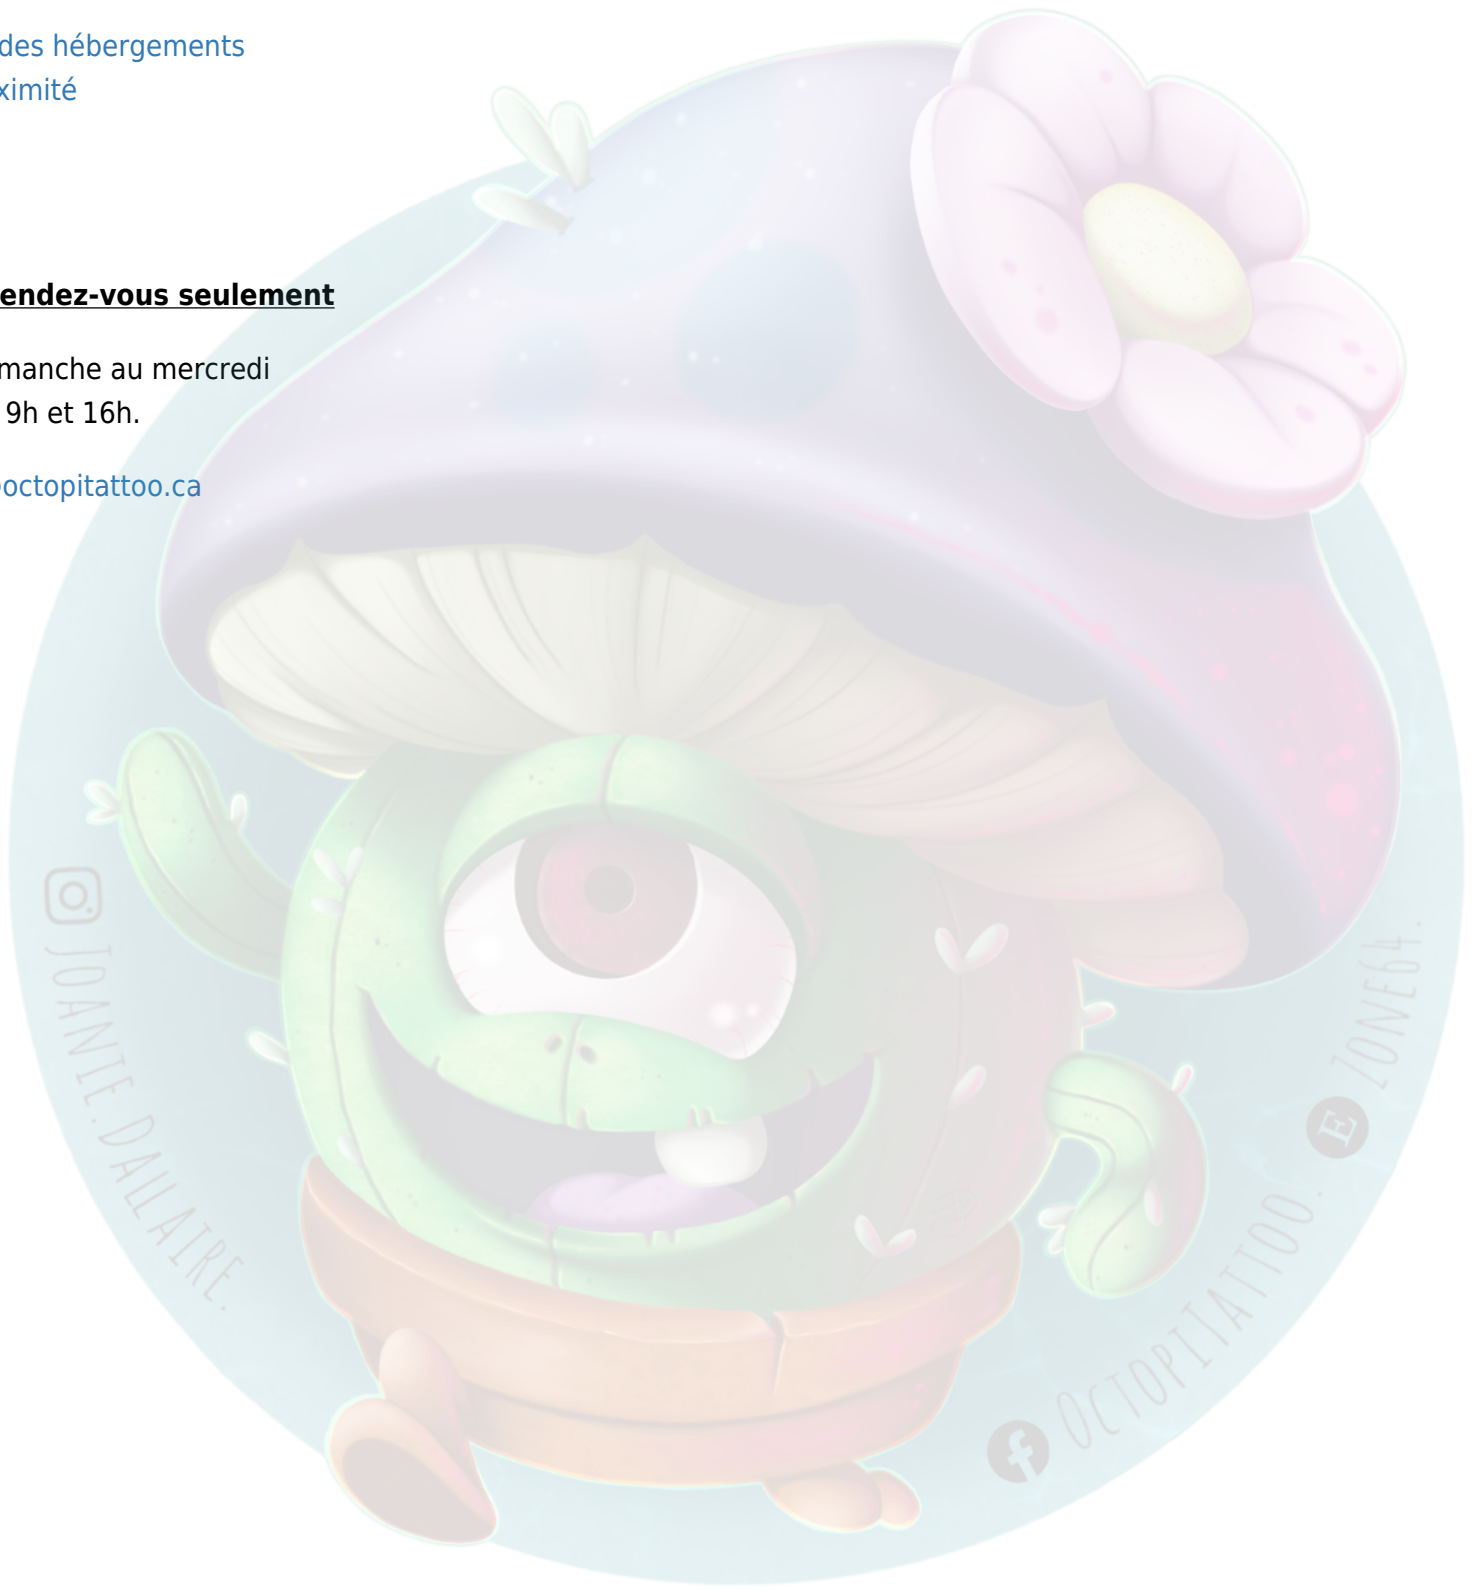 des hébergements
ximité
endez-vous seulement
manche au mercredi
9h et 16h.
octopitattoo.ca
JOANIE.DALLAIRE.
OCTOPITATTOO.
E ZONE64.